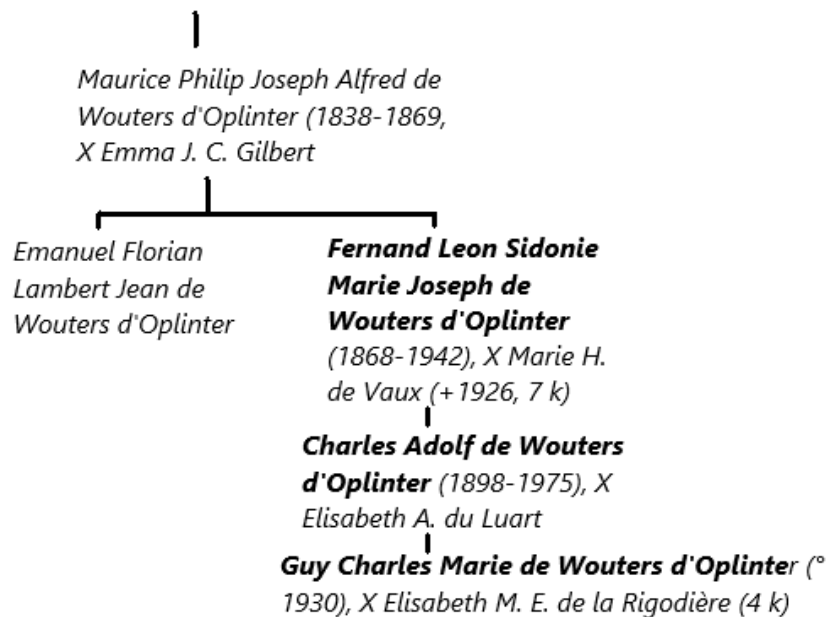 Maurice Philip Joseph Alfred de
Wouters d'Oplinter (1838-1869,
X Emma J. C. Gilbert
Emanuel Florian
Lambert Jean de
Wouters d'Oplinter
Fernand Leon Sidonie
Marie Joseph de
Wouters d'Oplinter
(1868-1942), X Marie H.
de Vaux (+1926, 7 k)
Charles Adolf de Wouters
d'Oplinter (1898-1975), X
Elisabeth A. du Luart
Guy Charles Marie de Wouters d'Oplinter (°
1930), X Elisabeth M. E. de la Rigodière (4 k)